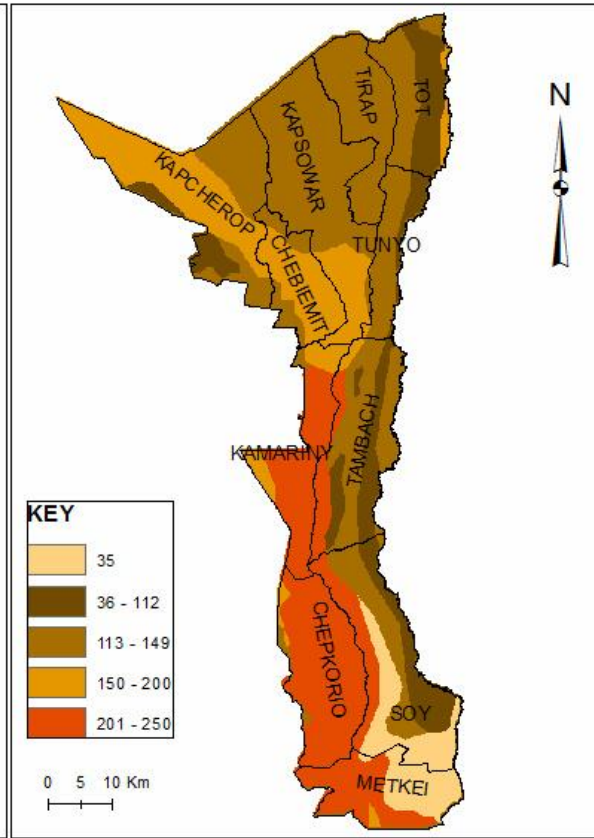 N
TIRAP
TOT
KAPSOWAR
KAPCHEROP
TUNYO
CHEBIEMIT
TAMBACH
KAMARINY
CHEPKORIO
SOY
METKEI
KEY
35
36 - 112
113 - 149
150 - 200
201 - 250
0 5 10 Km